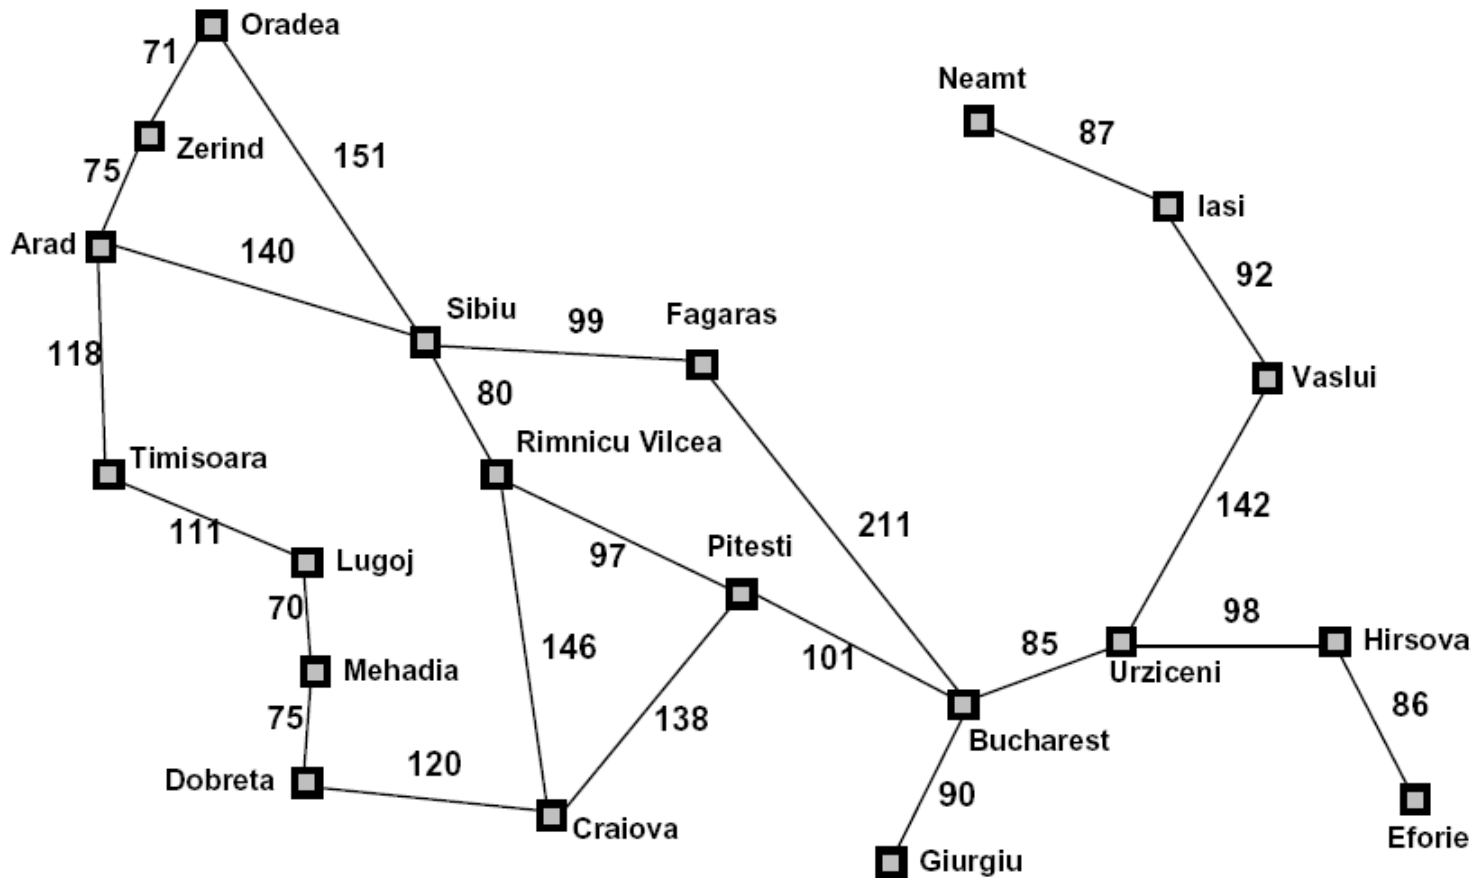 Oradea
71
Neamt
87
Zerind
151
75
Iasi
Arad
140
92
Sibiu
99
Fagaras
118
80
Vaslui
Rimnicu Vilcea
Timisoara
142
111
211
Pitesti
97
Lugoj
70
98
146
85
Hirsova
101
Mehadia
Urziceni
86
75
138
Bucharest
120
Dobreta
90
Craiova
Eforie
Giurgiu